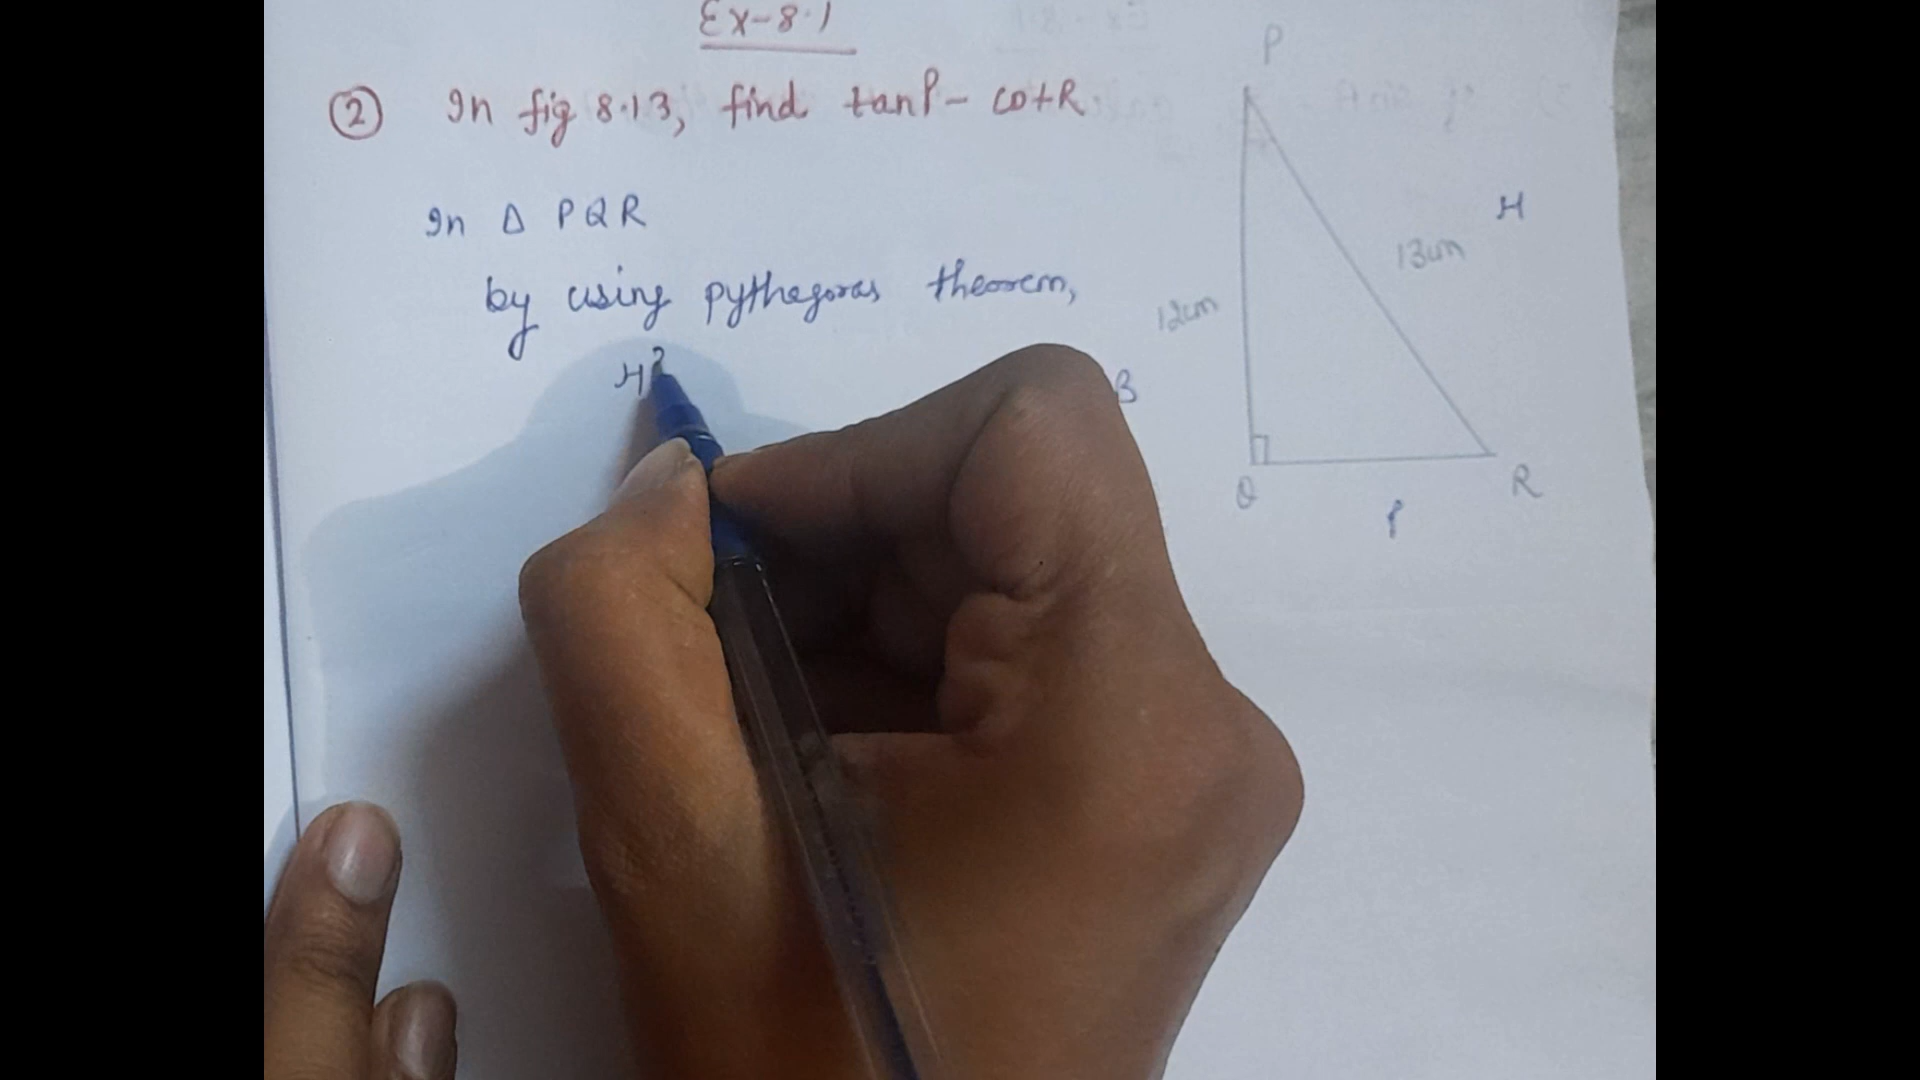 Ex-8.1
② In fig 8.13, find tanP - cotR.
In Δ PQR
by using pythegoras theorem,
H²
P
H
13cm
12cm
B
Q
R
P